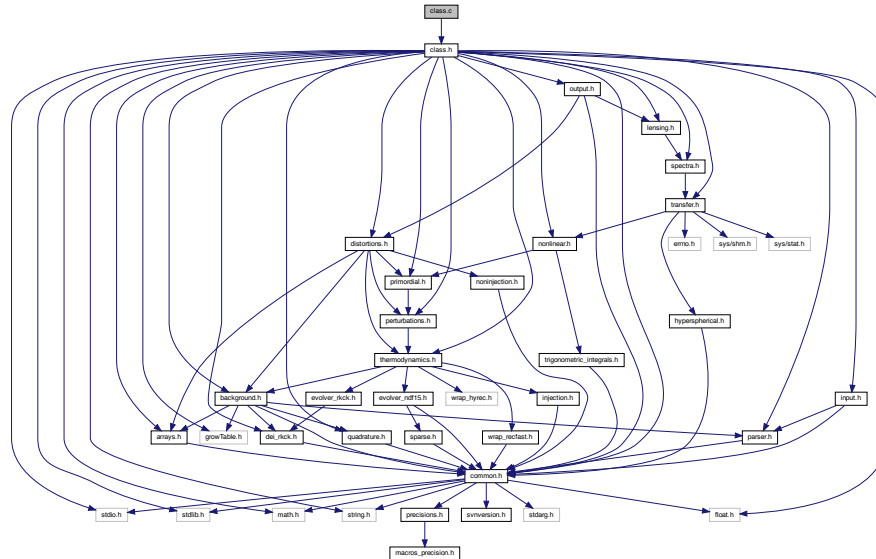 class.c
class.h
output.h
lensing.h
spectra.h
transfer.h
distortions.h
nonlinear.h
errno.h
sys/shm.h
sys/stat.h
primordial.h
noninjection.h
perturbations.h
hyperspherical.h
thermodynamics.h
trigonometric_integrals.h
background.h
evolver_rkck.h
evolver_ndf15.h
wrap_hyrec.h
injection.h
input.h
arrays.h
growTable.h
dei_rkck.h
quadrature.h
sparse.h
wrap_recfast.h
parser.h
common.h
stdio.h
stdlib.h
math.h
string.h
precisions.h
svnversion.h
stdarg.h
float.h
macros_precision.h